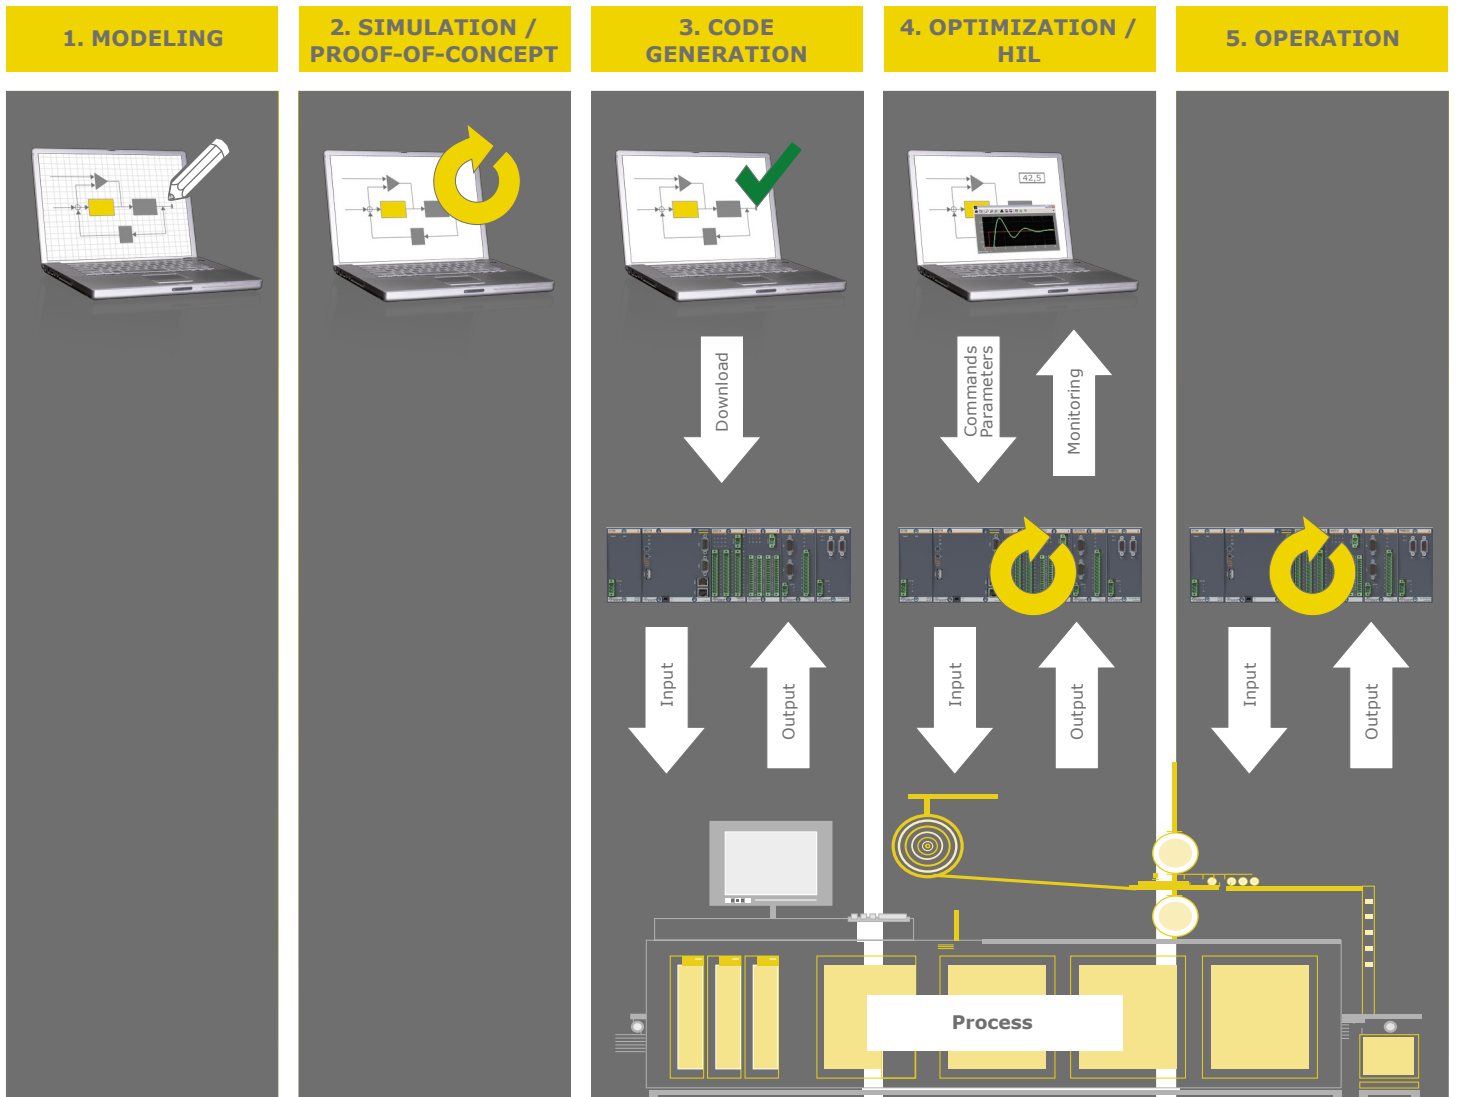 1. MODELING
2. SIMULATION /
PROOF-OF-CONCEPT
3. CODE
GENERATION
4. OPTIMIZATION /
HIL
5. OPERATION
42,5
Download
Commands
Parameters
Monitoring
Input
Output
Input
Output
Input
Output
Process